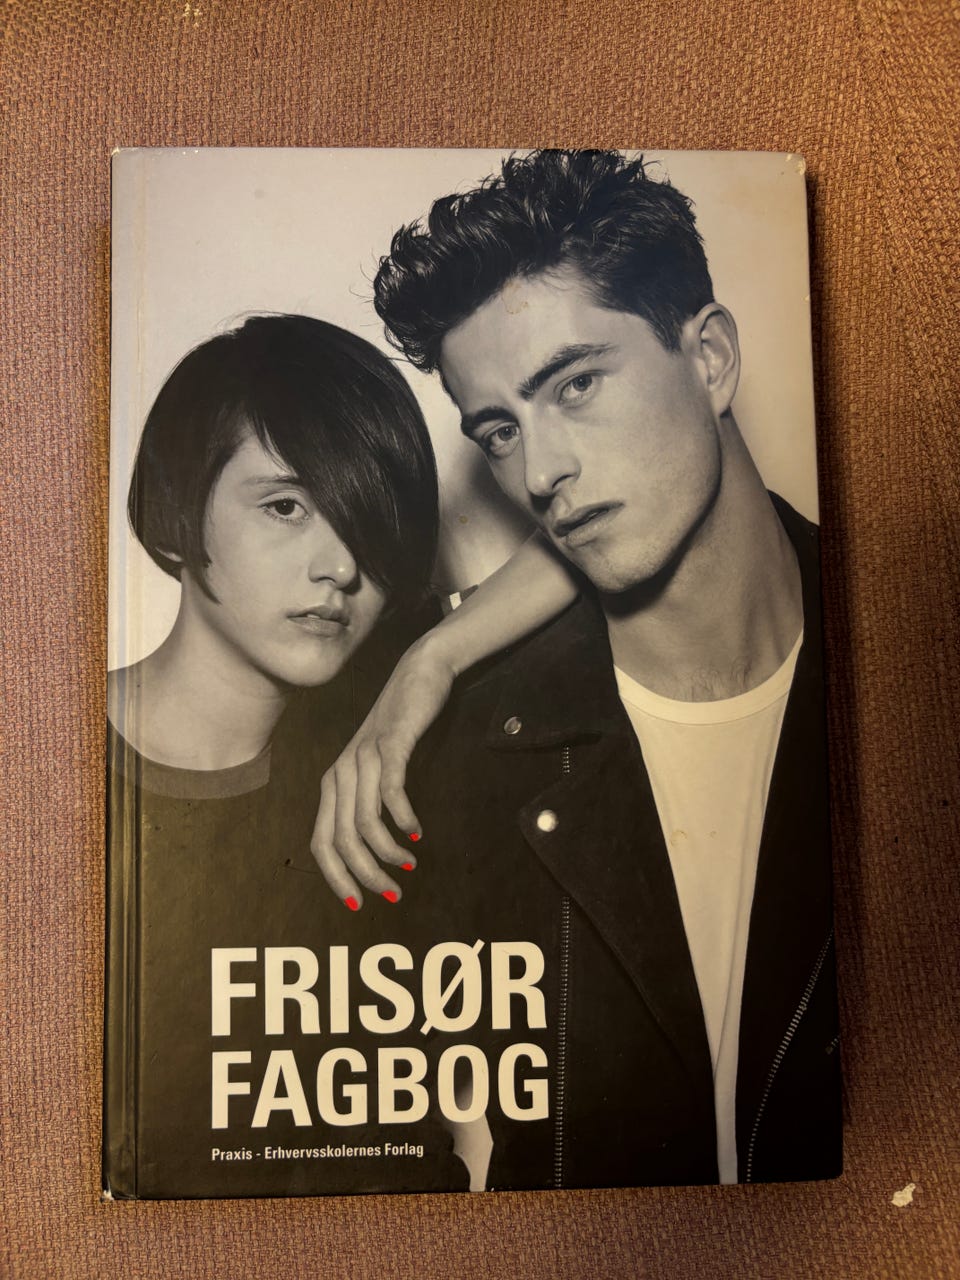 FRISØR
FAGBOG
Praxis - Erhvervsskolernes Forlag